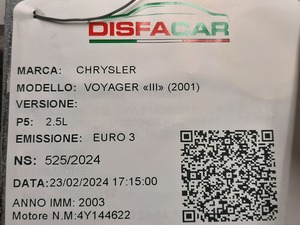 DISFACAR
MARCA: CHRYSLER
MODELLO: VOYAGER «III» (2001)
VERSIONE:
P5: 2.5L
EMISSIONE: EURO 3
NS: 525/2024
DATA:23/02/2024 17:15:00
ANNO IMM: 2003
Motore N.M:4Y144622